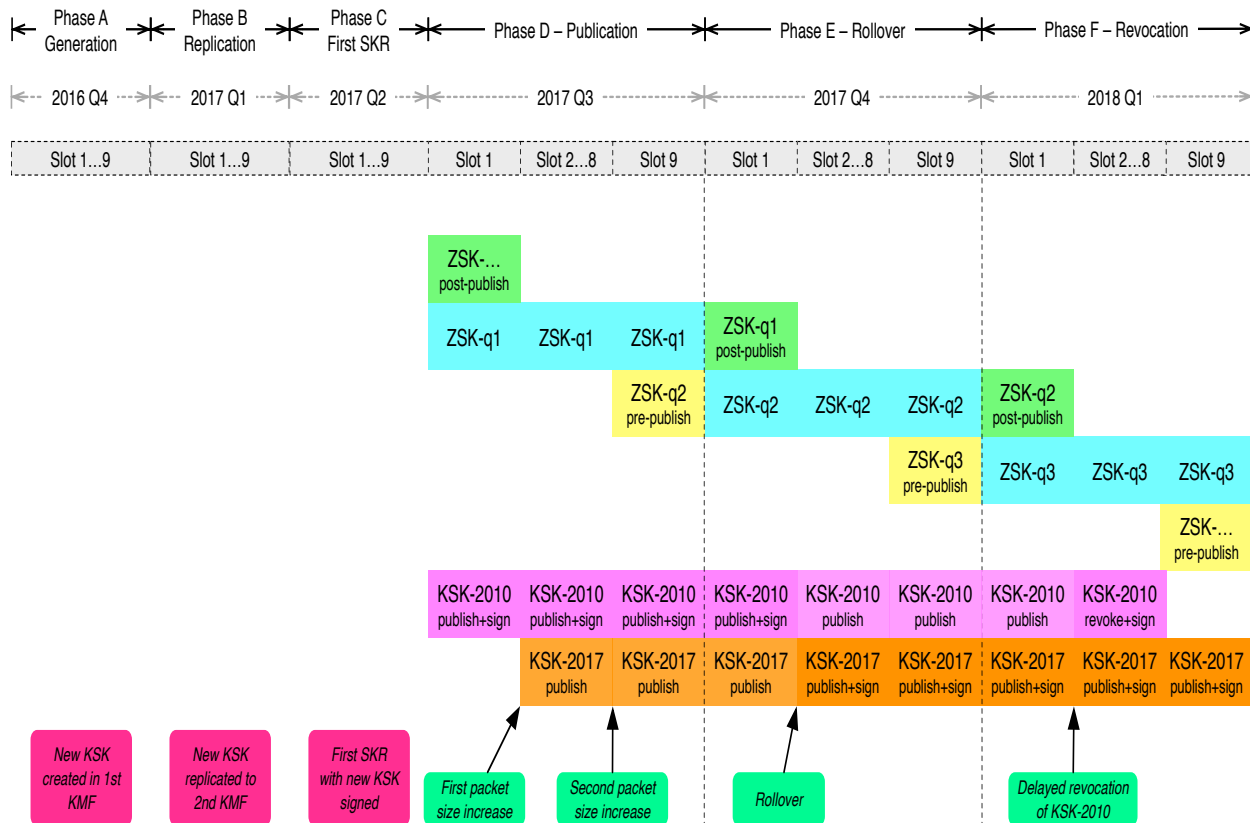 Phase A
Generation
Phase B
Replication
Phase C
First SKR
Phase D – Publication
Phase E – Rollover
Phase F – Revocation
2016 Q4
2017 Q1
2017 Q2
2017 Q3
2017 Q4
2018 Q1
Slot 1…9
Slot 1…9
Slot 1…9
Slot 1
Slot 2…8
Slot 9
Slot 1
Slot 2…8
Slot 9
Slot 1
Slot 2…8
Slot 9
ZSK-…
post-publish
ZSK-q1
ZSK-q1
ZSK-q1
ZSK-q1
post-publish
ZSK-q2
pre-publish
ZSK-q2
ZSK-q2
ZSK-q2
ZSK-q2
post-publish
ZSK-q3
pre-publish
ZSK-q3
ZSK-q3
ZSK-q3
ZSK-…
pre-publish
KSK-2010
publish+sign
KSK-2010
publish+sign
KSK-2010
publish+sign
KSK-2010
publish+sign
KSK-2010
publish
KSK-2010
publish
KSK-2010
publish
KSK-2010
revoke+sign
KSK-2017
publish
KSK-2017
publish
KSK-2017
publish
KSK-2017
publish+sign
KSK-2017
publish+sign
KSK-2017
publish+sign
KSK-2017
publish+sign
KSK-2017
publish+sign
New KSK
created in 1st
KMF
New KSK
replicated to
2nd KMF
First SKR
with new KSK
signed
First packet
size increase
Second packet
size increase
Rollover
Delayed revocation
of KSK-2010